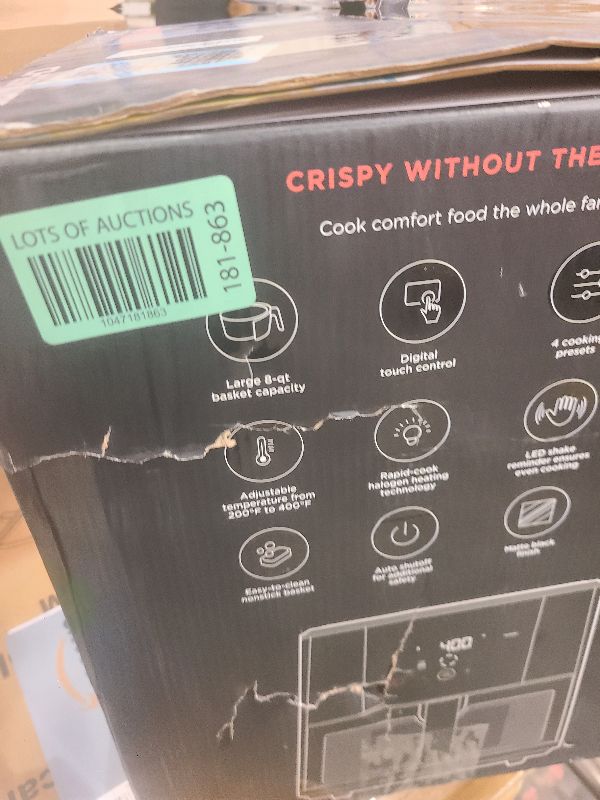 CRISPY WITHOUT THE
Cook comfort food the whole
LOTS OF AUCTIONS
181-863
1047181863
Large 8-qt
basket capacity
Digital
touch control
4 cooking
presets
Adjustable
temperature from
200°F to 400°F
Rapid-cook
halogen heating
technology
LED shake
reminder ensures
even cooking
Easy-to-clean
nonstick basket
Auto shutoff
for additional
safety
Matte black
finish
400